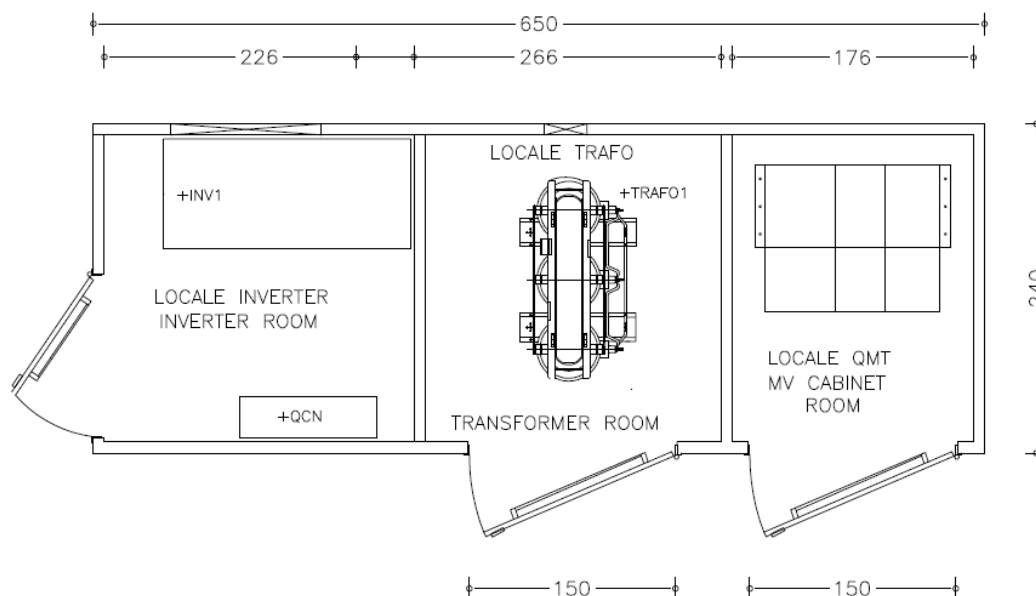 650
226
266
176
LOCALE TRAFO
+INV1
+TRAFO1
240
LOCALE INVERTER
INVERTER ROOM
LOCALE QMT
MV CABINET
ROOM
+QCN
TRANSFORMER ROOM
150
150